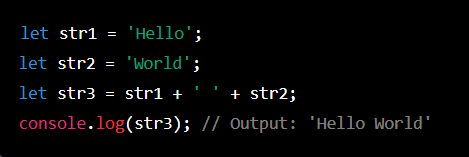 let str1 = 'Hello';
let str2 = 'World';
let str3 = str1 + ' ' + str2;
console.log(str3); // Output: 'Hello World'